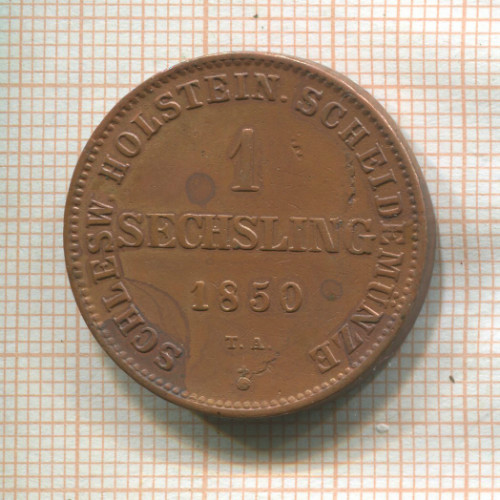 SCHLESW HOLSTEIN. SCHEIDEMÜNZE
1
SECHSLING
1850
T. A.